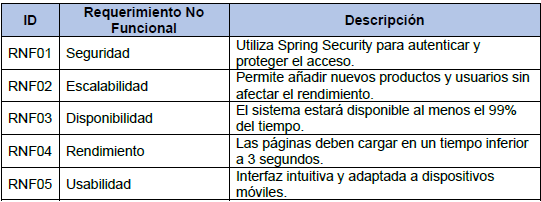 ID Requerimiento No Funcional Descripción
RNF01 Seguridad Utiliza Spring Security para autenticar y
proteger el acceso.
RNF02 Escalabilidad Permite añadir nuevos productos y usuarios sin
afectar el rendimiento.
RNF03 Disponibilidad El sistema estará disponible al menos el 99%
del tiempo.
RNF04 Rendimiento Las páginas deben cargar en un tiempo inferior
a 3 segundos.
RNF05 Usabilidad Interfaz intuitiva y adaptada a dispositivos
móviles.